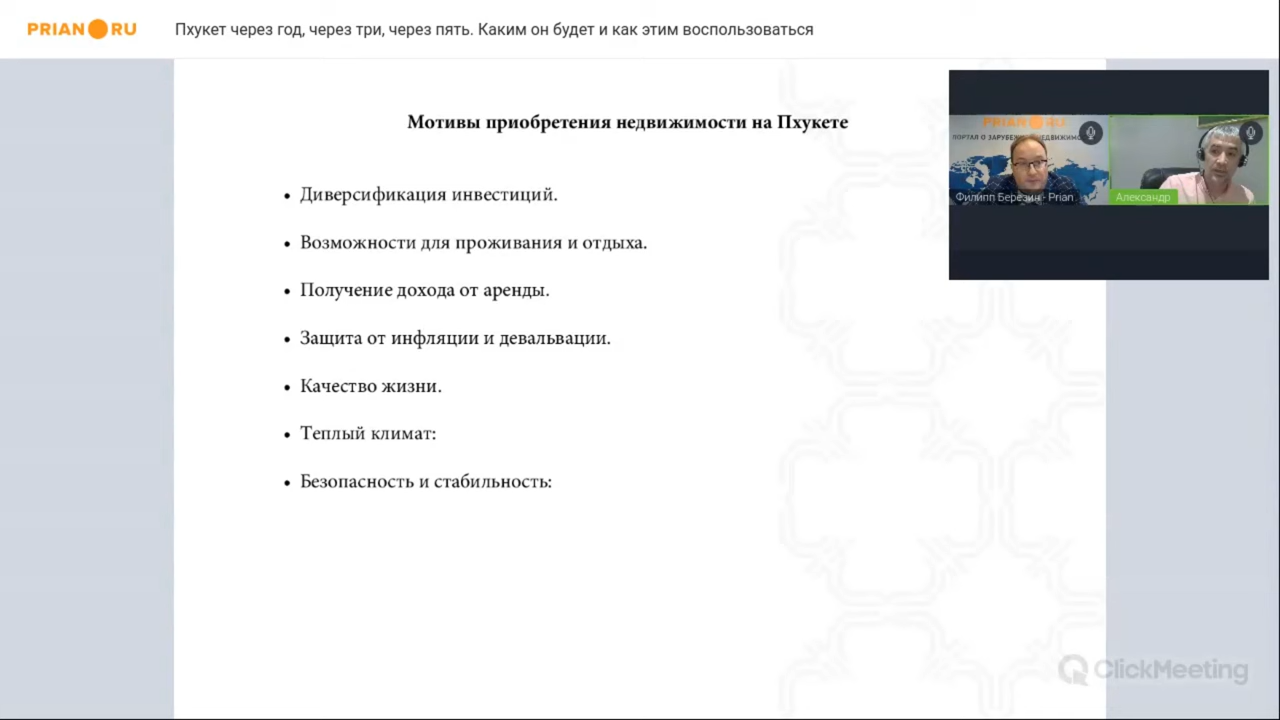 PRIAN RU
Пхукет через год, через три, через пять. Каким он будет и как этим воспользоваться
Мотивы приобретения недвижимости на Пхукете
• Диверсификация инвестиций.
• Возможности для проживания и отдыха.
• Получение дохода от аренды.
• Защита от инфляции и девальвации.
• Качество жизни.
• Теплый климат:
• Безопасность и стабильность:
PRIAN RU
ПОРТАЛ О ЗАРУБЕЖ
Филипп Березин - Prian
Александр
ClickMeeting